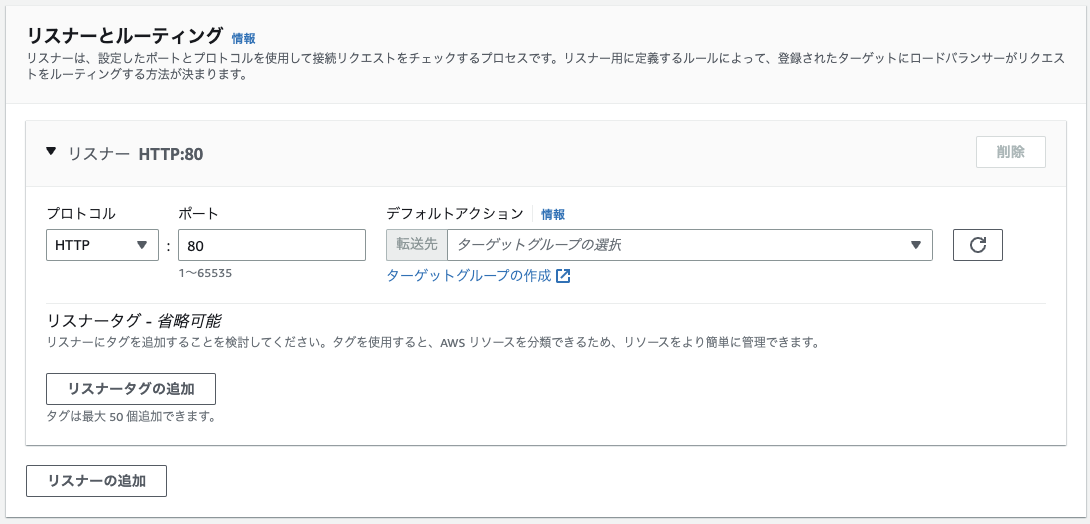 リスナーとルーティング 情報
リスナーは、設定したポートとプロトコルを使用して接続リクエストをチェックするプロセスです。リスナー用に定義するルールによって、登録されたターゲットにロードバランサーがリクエス
トをルーティングする方法が決まります。
リスナー HTTP:80
削除
プロトコル
ポート
デフォルトアクション 情報
HTTP
:
80
転送先
ターゲットグループの選択
1〜65535
ターゲットグループの作成
リスナータグ - 省略可能
リスナーにタグを追加することを検討してください。タグを使用すると、AWS リソースを分類できるため、リソースをより簡単に管理できます。
リスナータグの追加
タグは最大 50 個追加できます。
リスナーの追加